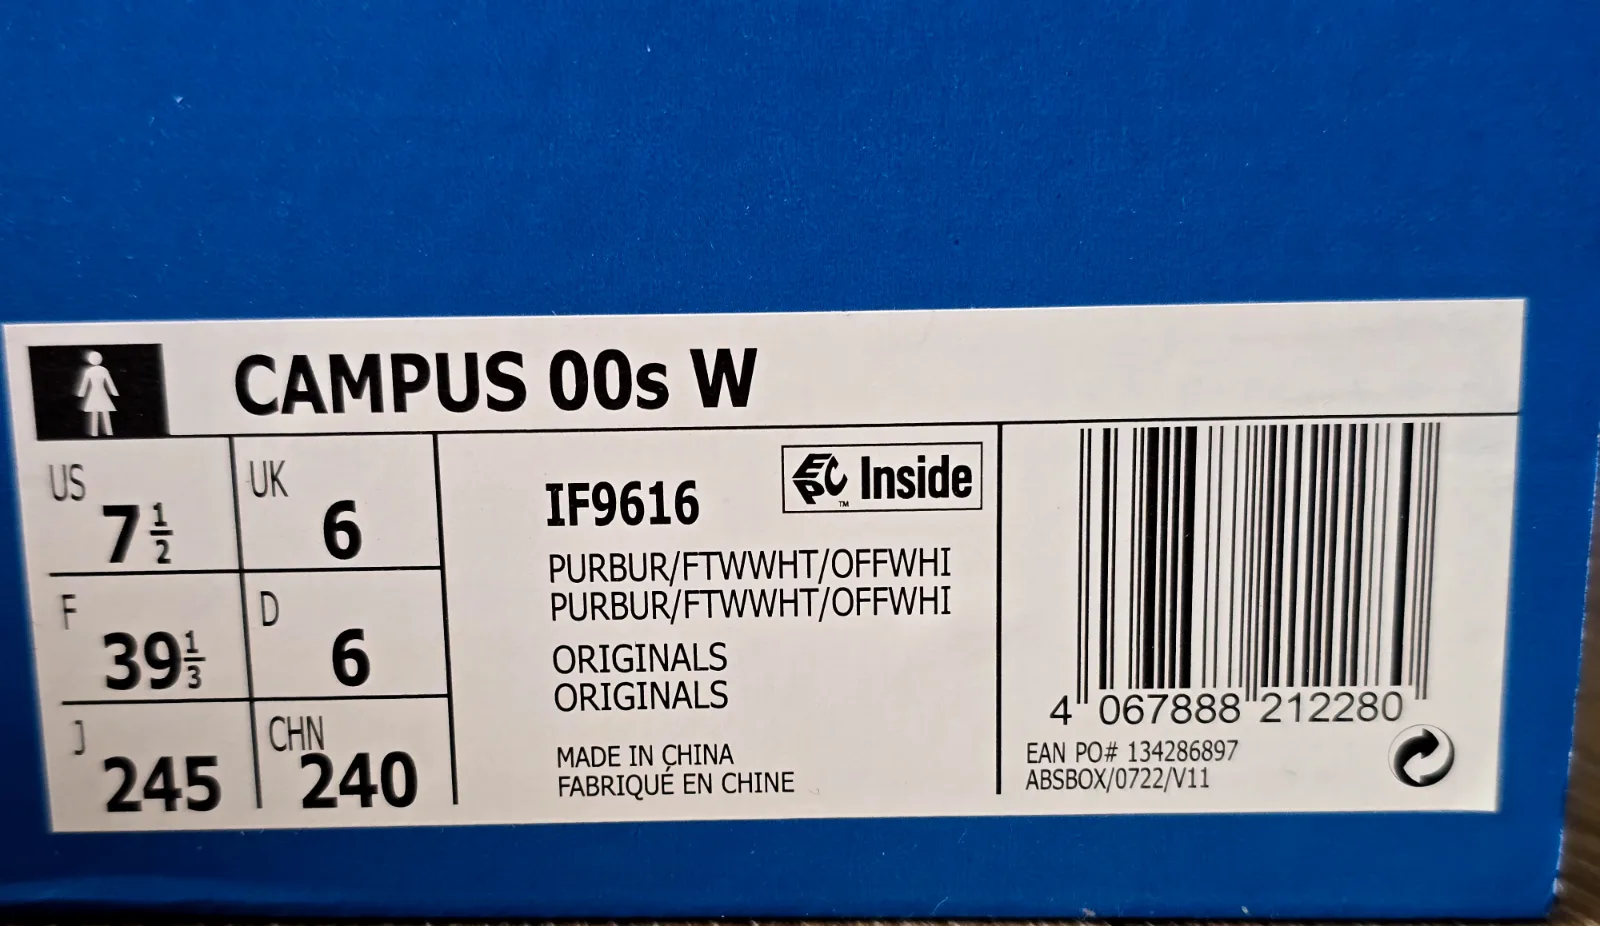 CAMPUS 00s W
US 7 1/2
UK 6
F 39 1/3
D 6
J 245
CHN 240
IF9616
EPC™ Inside
PURBUR/FTWWHT/OFFWHI
PURBUR/FTWWHT/OFFWHI
ORIGINALS
ORIGINALS
MADE IN CHINA
FABRIQUÉ EN CHINE
4 067888 212280
EAN PO# 134286897
ABSBOX/0722/V11